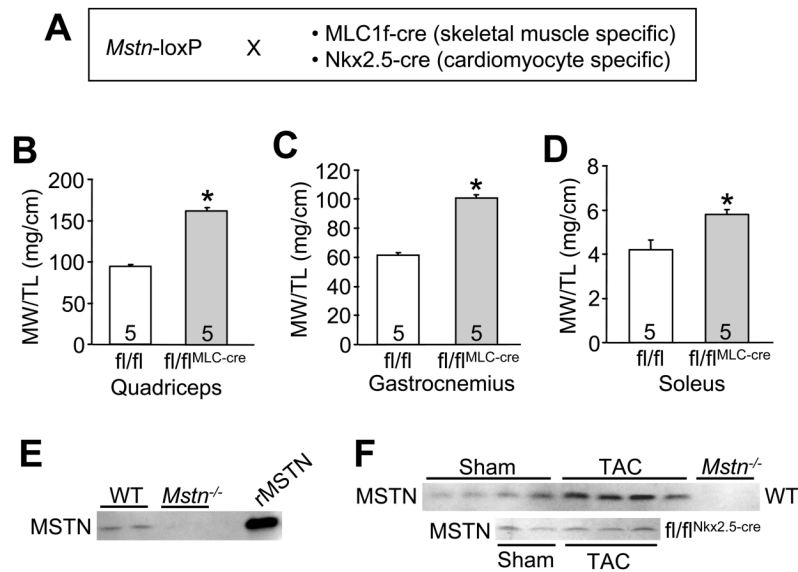 A
Mstn-loxP X
• MLC1f-cre (skeletal muscle specific)
• Nkx2.5-cre (cardiomyocyte specific)
B
MW/TL (mg/cm)
200
150
100
50
0
5 5
fl/fl fl/flMLC-cre
Quadriceps
C
MW/TL (mg/cm)
120
100
80
60
40
20
0
*
5 5
fl/fl fl/flMLC-cre
Gastrocnemius
D
MW/TL (mg/cm)
8
6
4
2
0
*
5 5
fl/fl fl/flMLC-cre
Soleus
E
WT Mstn-/- rMSTN
MSTN
F
Sham TAC Mstn-/-
MSTN WT
MSTN fl/flNkx2.5-cre
Sham TAC